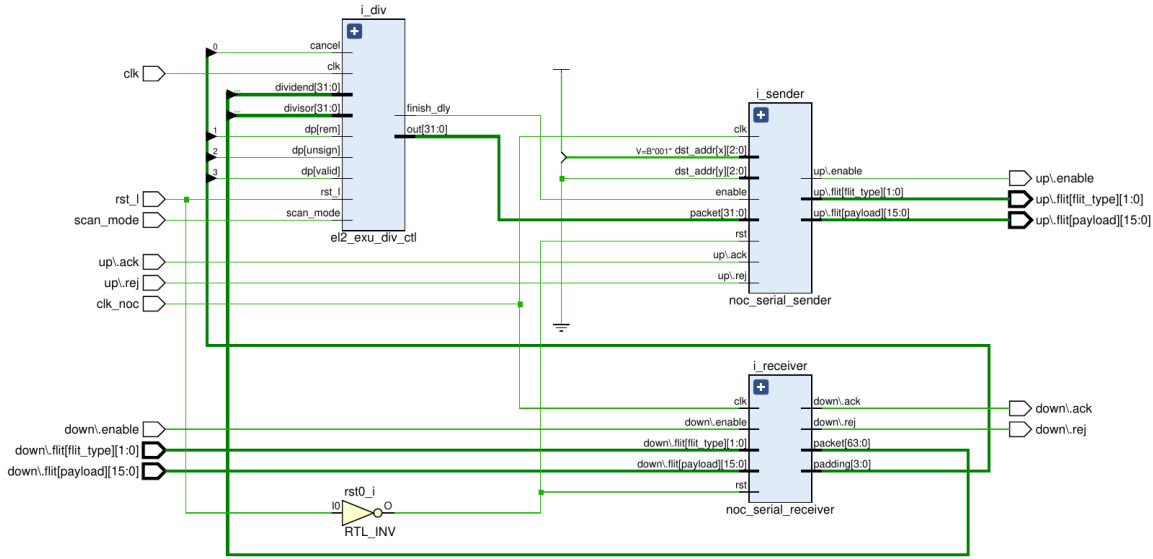 i_div
cancel
clk
dividend[31:0]
divisor[31:0]
dp[rem]
dp[unsign]
dp[valid]
rst_l
scan_mode
finish_dly
out[31:0]
el2_exu_div_ctl
0
...
...
1
2
3
clk
rst_l
scan_mode
up\.ack
up\.rej
clk_noc
i_sender
clk
V=B"001" dst_addr[x][2:0]
dst_addr[y][2:0]
enable
packet[31:0]
rst
up\.ack
up\.rej
up\.enable
up\.flit[flit_type][1:0]
up\.flit[payload][15:0]
noc_serial_sender
up\.enable
up\.flit[flit_type][1:0]
up\.flit[payload][15:0]
i_receiver
clk
down\.enable
down\.flit[flit_type][1:0]
down\.flit[payload][15:0]
rst
down\.ack
down\.rej
packet[63:0]
padding[3:0]
noc_serial_receiver
down\.ack
down\.rej
down\.enable
down\.flit[flit_type][1:0]
down\.flit[payload][15:0]
rst0_i
I0
O
RTL_INV